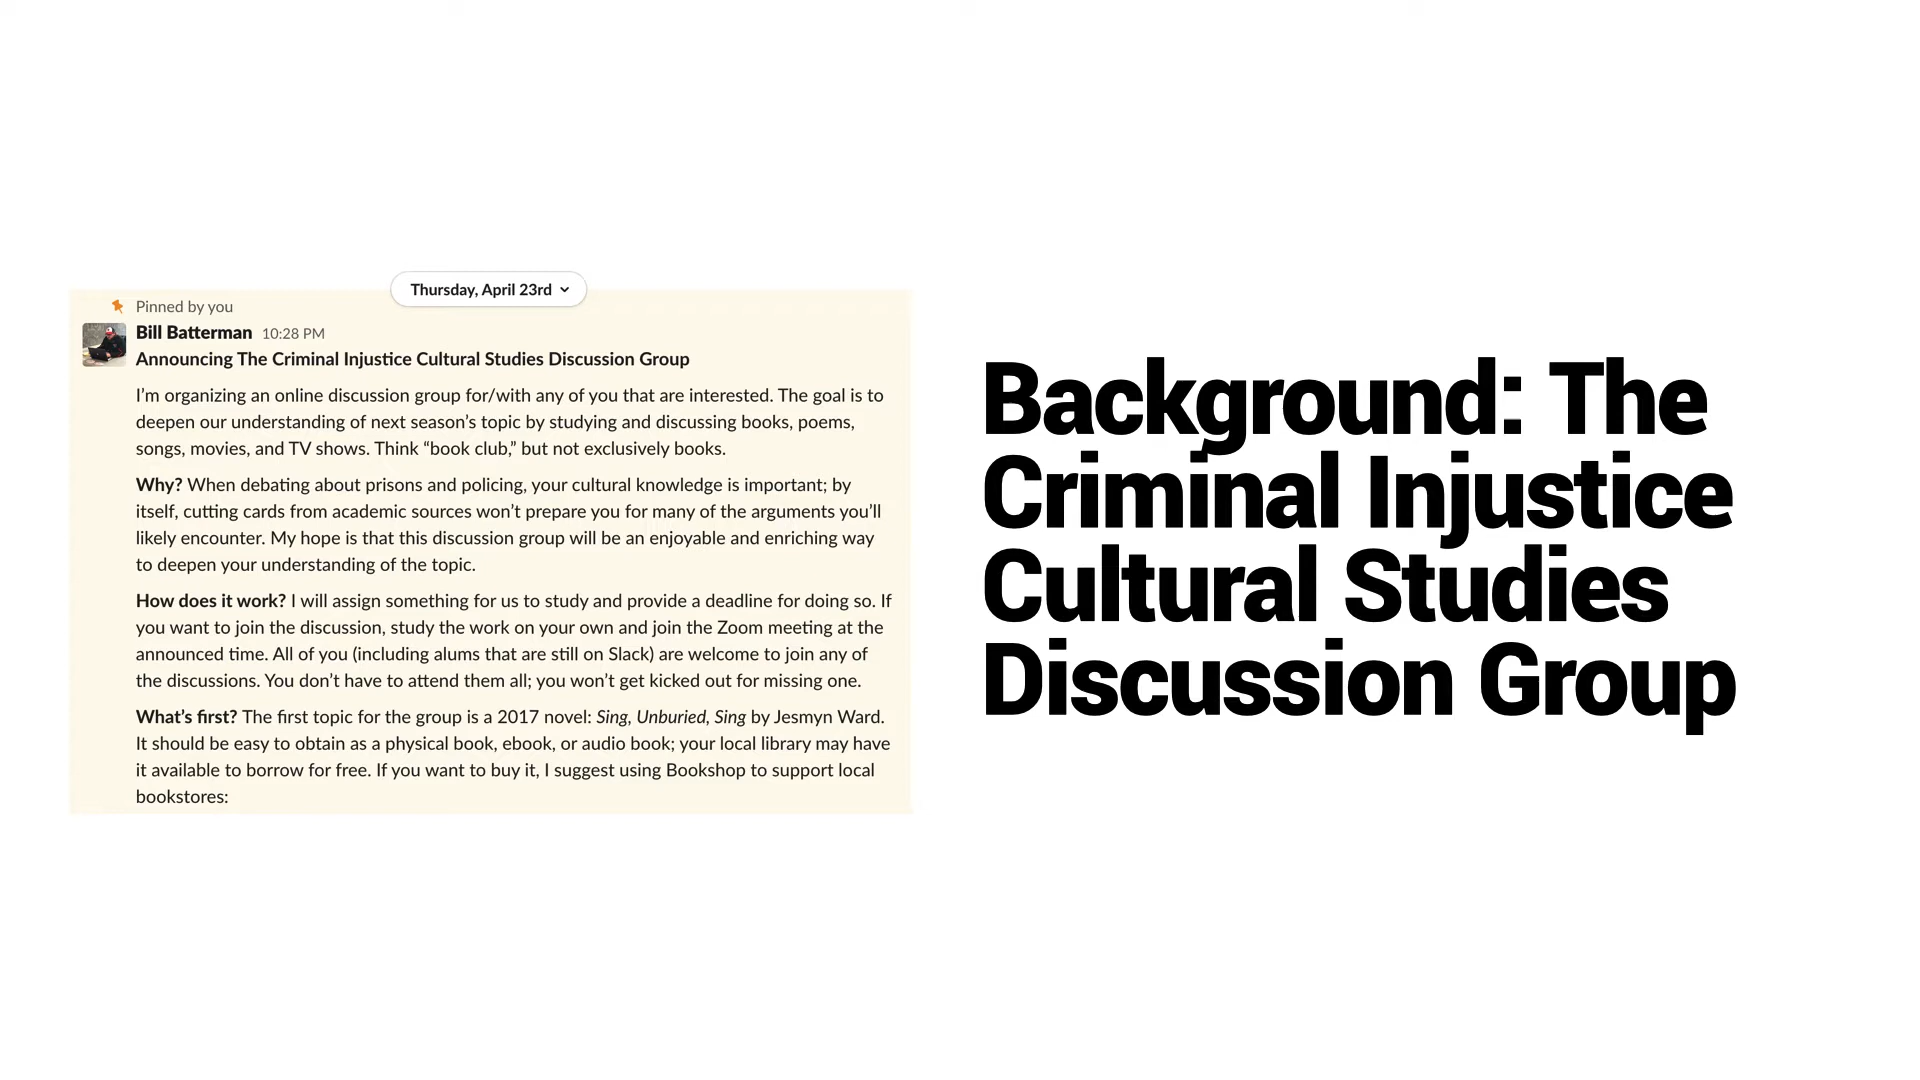 Thursday, April 23rd
Pinned by you
Bill Batterman 10:28 PM
Announcing The Criminal Injustice Cultural Studies Discussion Group
I’m organizing an online discussion group for/with any of you that are interested. The goal is to
deepen our understanding of next season’s topic by studying and discussing books, poems,
songs, movies, and TV shows. Think “book club,” but not exclusively books.
Why? When debating about prisons and policing, your cultural knowledge is important; by
itself, cutting cards from academic sources won’t prepare you for many of the arguments you’ll
likely encounter. My hope is that this discussion group will be an enjoyable and enriching way
to deepen your understanding of the topic.
How does it work? I will assign something for us to study and provide a deadline for doing so. If
you want to join the discussion, study the work on your own and join the Zoom meeting at the
announced time. All of you (including alums that are still on Slack) are welcome to join any of
the discussions. You don’t have to attend them all; you won’t get kicked out for missing one.
What’s first? The first topic for the group is a 2017 novel: Sing, Unburied, Sing by Jesmyn Ward.
It should be easy to obtain as a physical book, ebook, or audio book; your local library may have
it available to borrow for free. If you want to buy it, I suggest using Bookshop to support local
bookstores:
Background: The
Criminal Injustice
Cultural Studies
Discussion Group